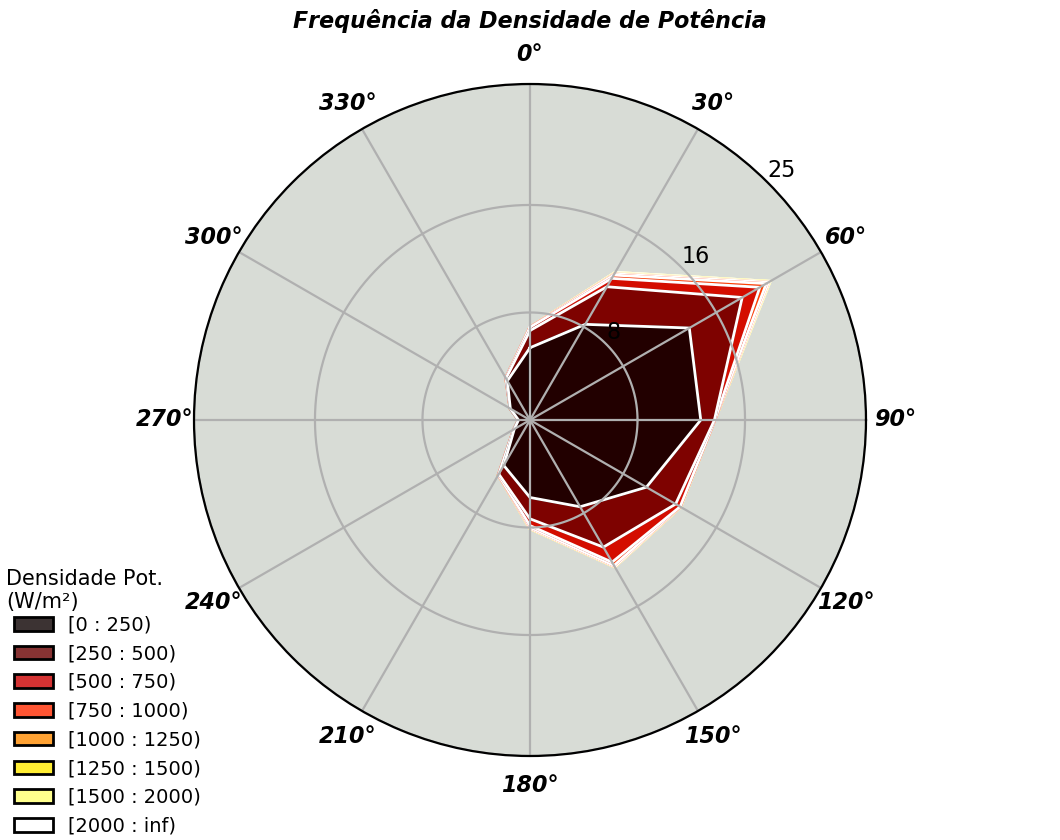 Frequência da Densidade de Potência
0°
330°
30°
25
300°
60°
16
8
270°
90°
Densidade Pot.
(W/m²)
240°
120°
[0 : 250)
[250 : 500)
[500 : 750)
[750 : 1000)
210°
150°
[1000 : 1250)
[1250 : 1500)
180°
[1500 : 2000)
[2000 : inf)